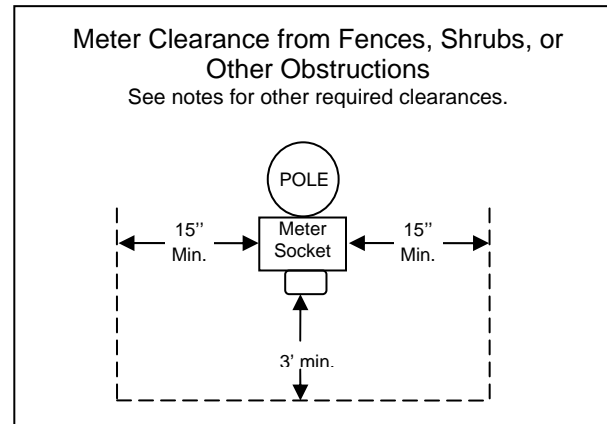 Meter Clearance from Fences, Shrubs, or
Other Obstructions
See notes for other required clearances.
POLE
15’’
Min.
Meter
Socket
15’’
Min.
3’ min.